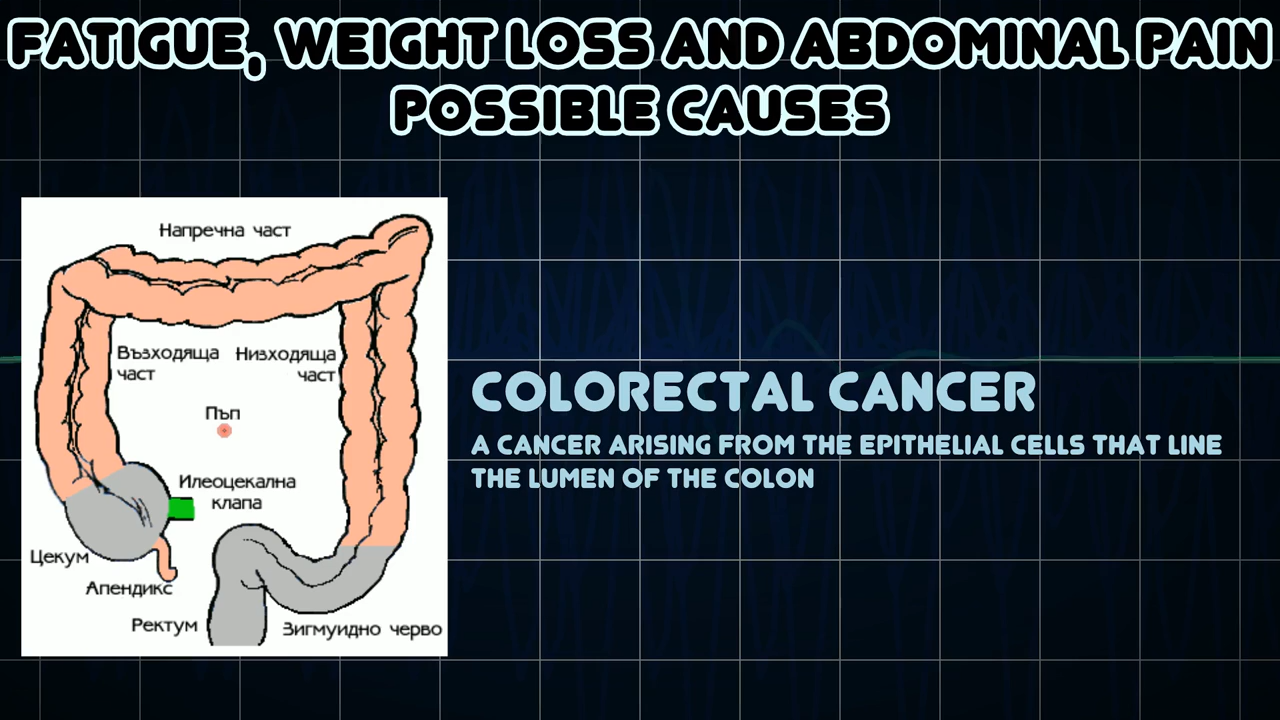 FATIGUE, WEIGHT LOSS AND ABDOMINAL PAIN
POSSIBLE CAUSES
Напречна част
Възходяща
част
Низходяща
част
Пъп
Илеоцекална
клапа
Цекум
Апендикс
Ректум
Зигмуидно черво
COLORECTAL CANCER
A CANCER ARISING FROM THE EPITHELIAL CELLS THAT LINE
THE LUMEN OF THE COLON